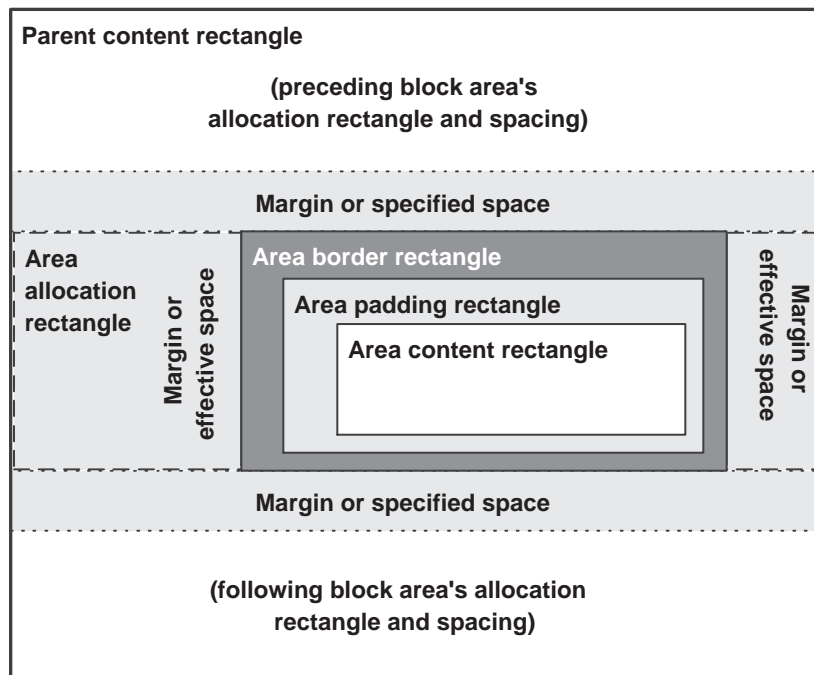 Parent content rectangle
(preceding block area's
allocation rectangle and spacing)
Margin or specified space
Area
allocation
rectangle
Margin or
effective space
Area border rectangle
Area padding rectangle
Area content rectangle
Margin or
effective space
Margin or specified space
(following block area's allocation
rectangle and spacing)